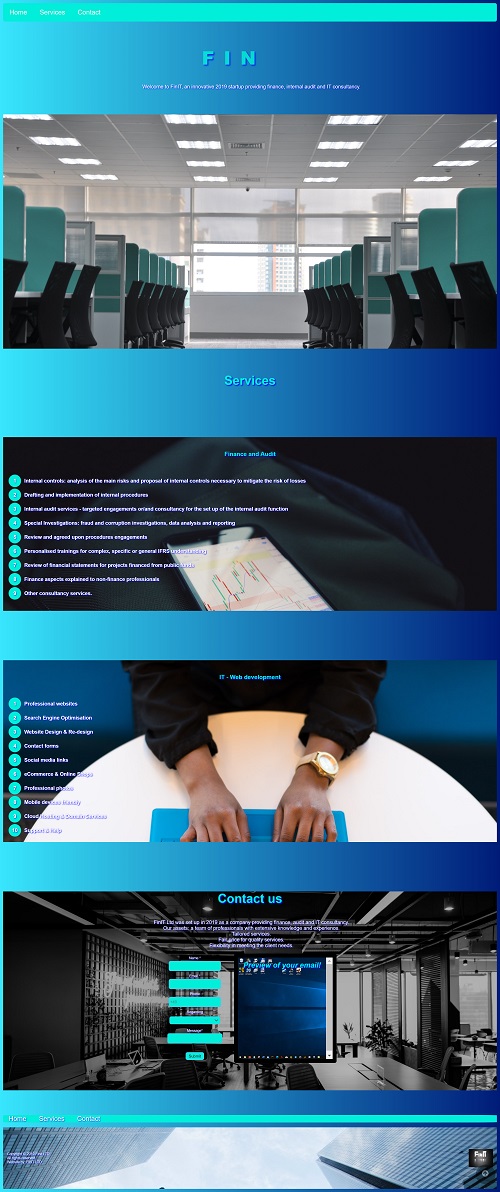 Home Services Contact
F I N
Welcome to FinIT, an innovative 2019 startup providing finance, internal audit and IT consultancy.
Services
Finance and Audit
1 Internal controls: analysis of the main risks and proposal of internal controls necessary to mitigate the risk of losses
2 Drafting and implementation of internal procedures
3 Internal audit services - targeted engagements or/and consultancy for the set up of the internal audit function
4 Special Investigations: fraud and corruption investigations, data analysis and reporting
5 Review and agreed upon procedures engagements
6 Personalised trainings for complex, specific or general IFRS understanding
7 Review of financial statements for projects financed from public funds
8 Finance aspects explained to non-finance professionals
9 Other consultancy services.
IT - Web development
1 Professional websites
2 Search Engine Optimisation
3 Website Design & Re-design
4 Contact forms
5 Social media links
6 eCommerce & Online Shops
7 Professional photos
8 Mobile devices friendly
9 Cloud Hosting & Domain Services
10 Support & Help
Contact us
FinIT Ltd was set up in 2019 as a company providing finance, audit and IT consultancy.
Our assets: a team of professionals with extensive knowledge and experience.
Tailored services.
Fair price for quality services.
Flexibility in meeting the client needs.
Name
Preview of your email!
Message
Submit
Home Services Contact
FinIT